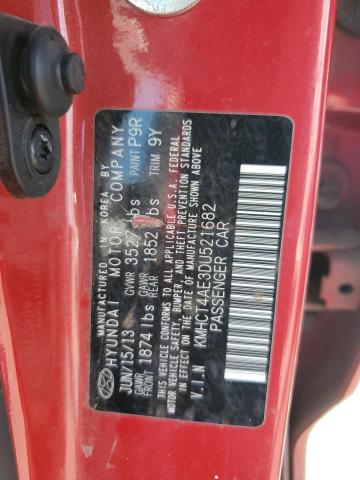 MANUFACTURED IN KOREA BY
HYUNDAI MOTOR COMPANY
JUN/15/13 GVWR 3527 lbs PAINT P9R
GAWR FRONT 1874 lbs GAWR REAR 1852 lbs TRIM 9Y
THIS VEHICLE CONFORMS TO ALL APPLICABLE U.S.A. FEDERAL
MOTOR VEHICLE SAFETY, BUMPER, AND THEFT PREVENTION STANDARDS
IN EFFECT ON THE DATE OF MANUFACTURE SHOWN ABOVE
V.I.N KMHCT4AE3DU521682
PASSENGER CAR